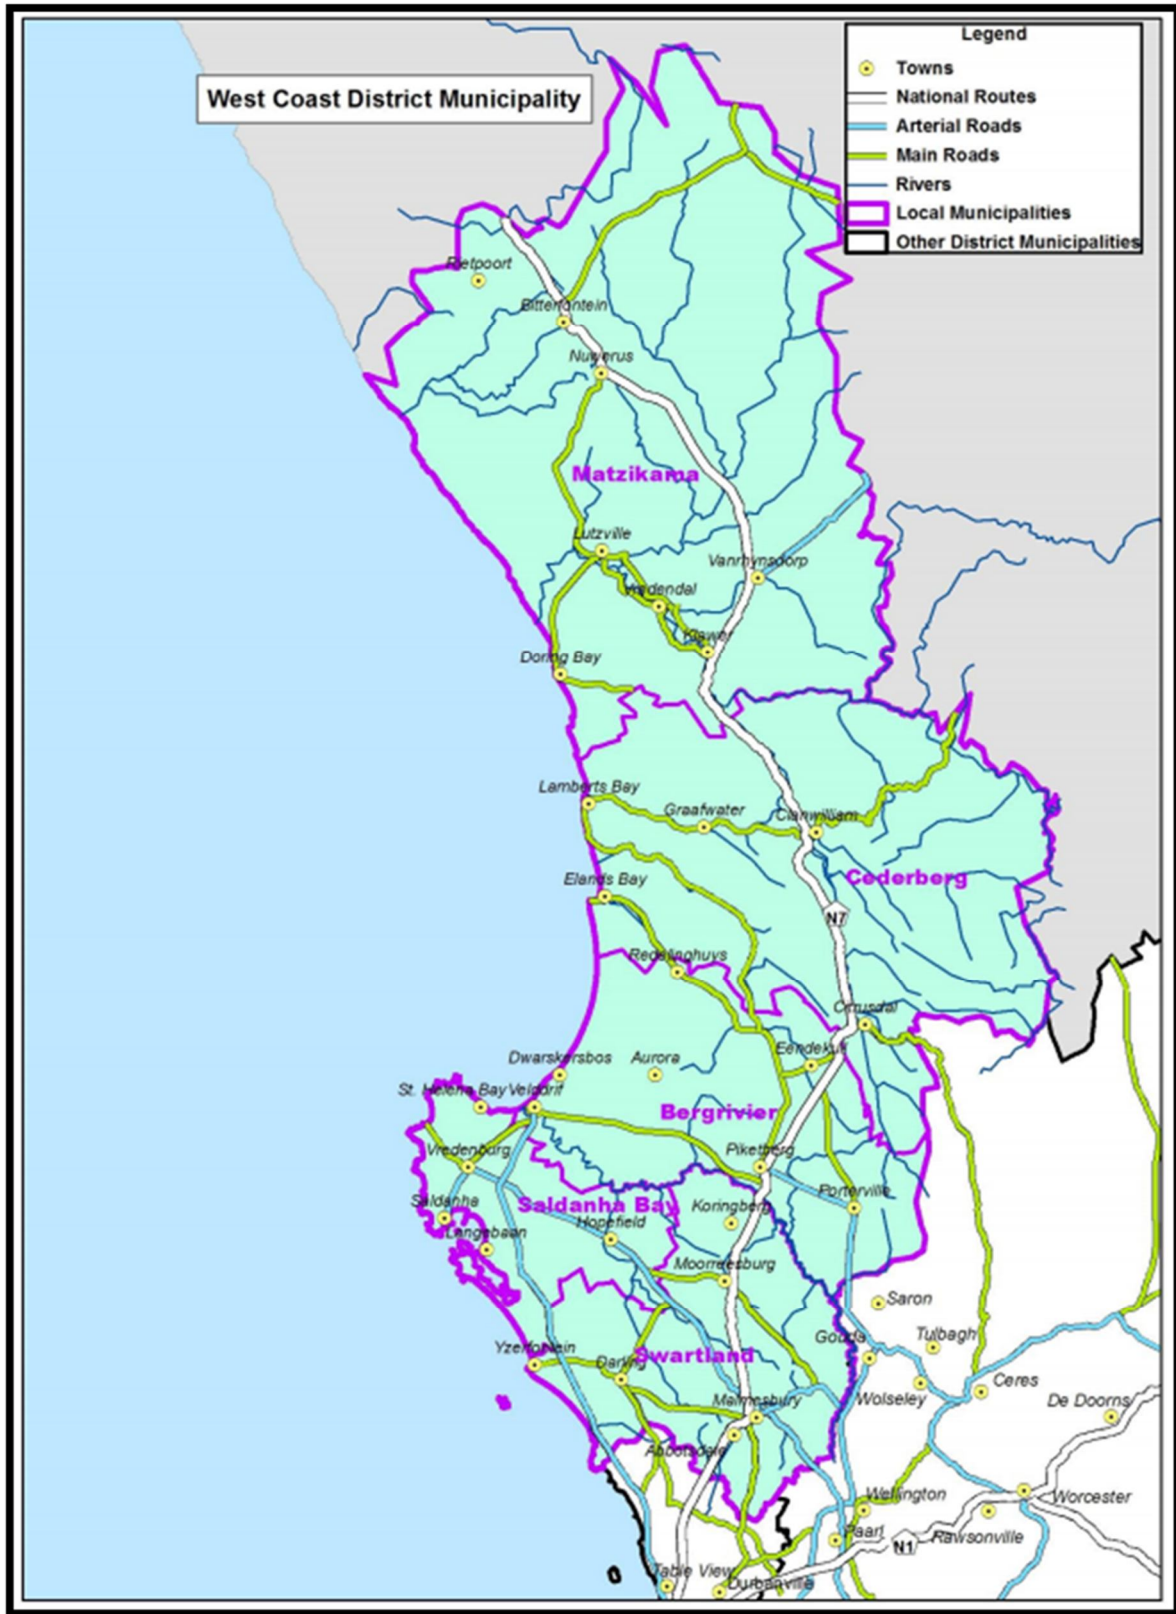 West Coast District Municipality
Legend
Towns
National Routes
Arterial Roads
Main Roads
Rivers
Local Municipalities
Other District Municipalities
Rietpoort
Bitterfontein
Nuwerus
Matzikama
Lutzville
Vanrhynsdorp
Vredendal
Klawer
Doring Bay
Lamberts Bay
Graafwater
Clanwilliam
Cederberg
Elands Bay
N7
Redelinghuys
Citrusdal
Eendekuil
Dwarskersbos
Aurora
St. Helena Bay
Velddrif
Bergrivier
Vredenburg
Piketberg
Saldanha
Saldanha Bay
Koringberg
Porterville
Langebaan
Hopefield
Moorreesburg
Saron
Yzerfontein
Darling
Swartland
Gouda
Tulbagh
Wolseley
Ceres
De Doorns
Malmesbury
Abbotsdale
Wellington
Worcester
Paarl
N1
Rawsonville
Table View
Durbanville